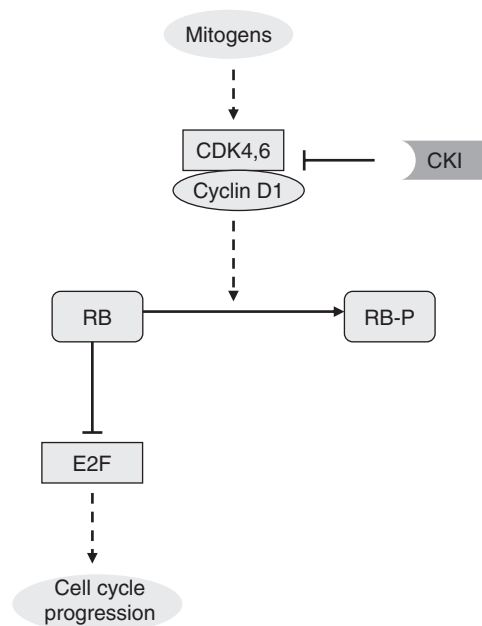 Mitogens
CDK4,6
CKI
Cyclin D1
RB
RB-P
E2F
Cell cycle
progression